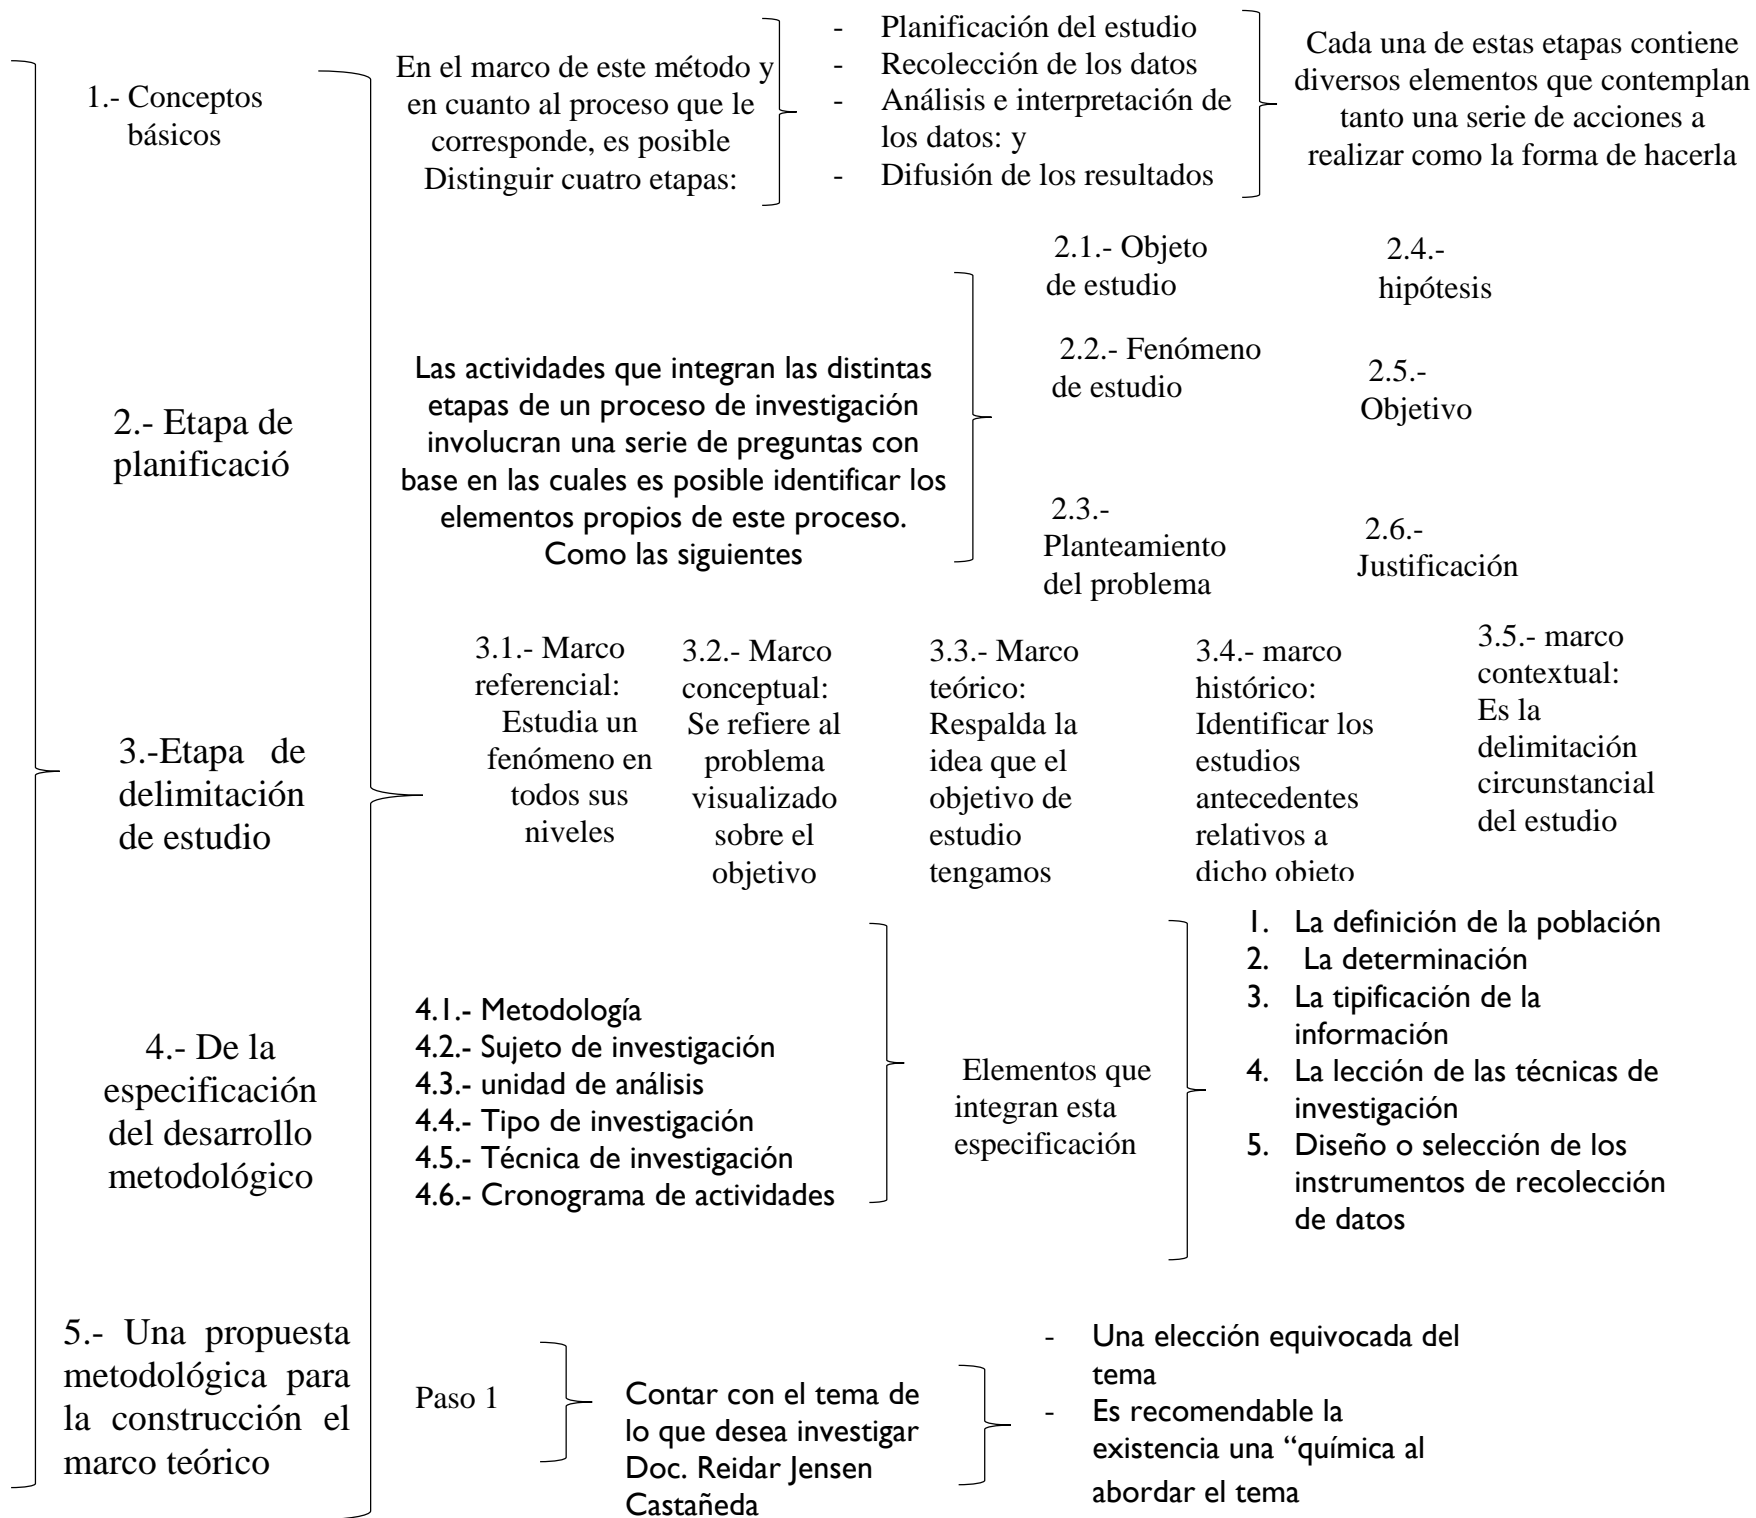 1.- Conceptos
básicos
En el marco de este método y
en cuanto al proceso que le
corresponde, es posible
Distinguir cuatro etapas:
- Planificación del estudio
- Recolección de los datos
- Análisis e interpretación de
los datos: y
- Difusión de los resultados
Cada una de estas etapas contiene
diversos elementos que contemplan
tanto una serie de acciones a
realizar como la forma de hacerla
2.- Etapa de
planificació
Las actividades que integran las distintas
etapas de un proceso de investigación
involucran una serie de preguntas con
base en las cuales es posible identificar los
elementos propios de este proceso.
Como las siguientes
2.1.- Objeto
de estudio
2.2.- Fenómeno
de estudio
2.3.-
Planteamiento
del problema
2.4.-
hipótesis
2.5.-
Objetivo
2.6.-
Justificación
3.-Etapa de
delimitación
de estudio
3.1.- Marco
referencial:
Estudia un
fenómeno en
todos sus
niveles
3.2.- Marco
conceptual:
Se refiere al
problema
visualizado
sobre el
objetivo
3.3.- Marco
teórico:
Respalda la
idea que el
objetivo de
estudio
tengamos
3.4.- marco
histórico:
Identificar los
estudios
antecedentes
relativos a
dicho objeto
3.5.- marco
contextual:
Es la
delimitación
circunstancial
del estudio
4.- De la
especificación
del desarrollo
metodológico
4.1.- Metodología
4.2.- Sujeto de investigación
4.3.- unidad de análisis
4.4.- Tipo de investigación
4.5.- Técnica de investigación
4.6.- Cronograma de actividades
Elementos que
integran esta
especificación
1. La definición de la población
2. La determinación
3. La tipificación de la
información
4. La lección de las técnicas de
investigación
5. Diseño o selección de los
instrumentos de recolección
de datos
5.- Una propuesta
metodológica para
la construcción el
marco teórico
Paso 1
Contar con el tema de
lo que desea investigar
Doc. Reidar Jensen
Castañeda
- Una elección equivocada del
tema
- Es recomendable la
existencia una “química al
abordar el tema